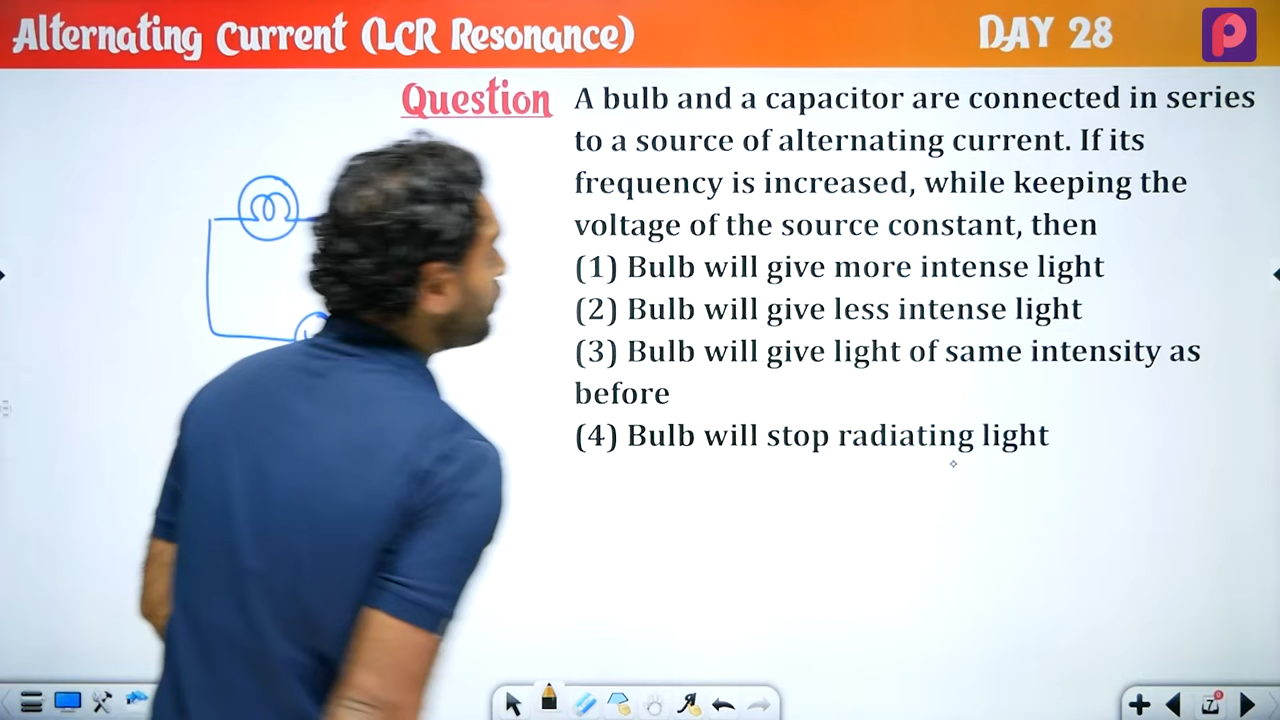 Alternating Current (LCR Resonance)
DAY 28
Question
A bulb and a capacitor are connected in series
to a source of alternating current. If its
frequency is increased, while keeping the
voltage of the source constant, then
(1) Bulb will give more intense light
(2) Bulb will give less intense light
(3) Bulb will give light of same intensity as
before
(4) Bulb will stop radiating light